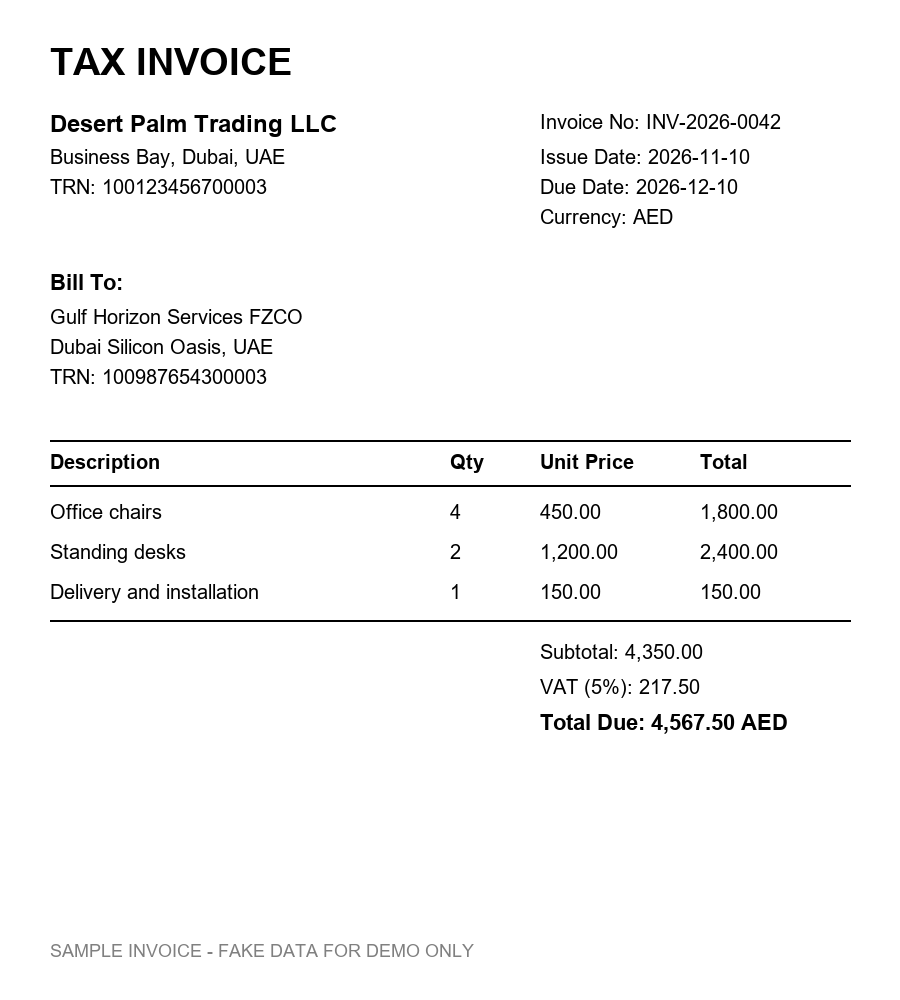 TAX INVOICE
Desert Palm Trading LLC
Business Bay, Dubai, UAE
TRN: 100123456700003
Invoice No: INV-2026-0042
Issue Date: 2026-11-10
Due Date: 2026-12-10
Currency: AED
Bill To:
Gulf Horizon Services FZCO
Dubai Silicon Oasis, UAE
TRN: 100987654300003
Description Qty Unit Price Total
Office chairs 4 450.00 1,800.00
Standing desks 2 1,200.00 2,400.00
Delivery and installation 1 150.00 150.00
Subtotal: 4,350.00
VAT (5%): 217.50
Total Due: 4,567.50 AED
SAMPLE INVOICE - FAKE DATA FOR DEMO ONLY